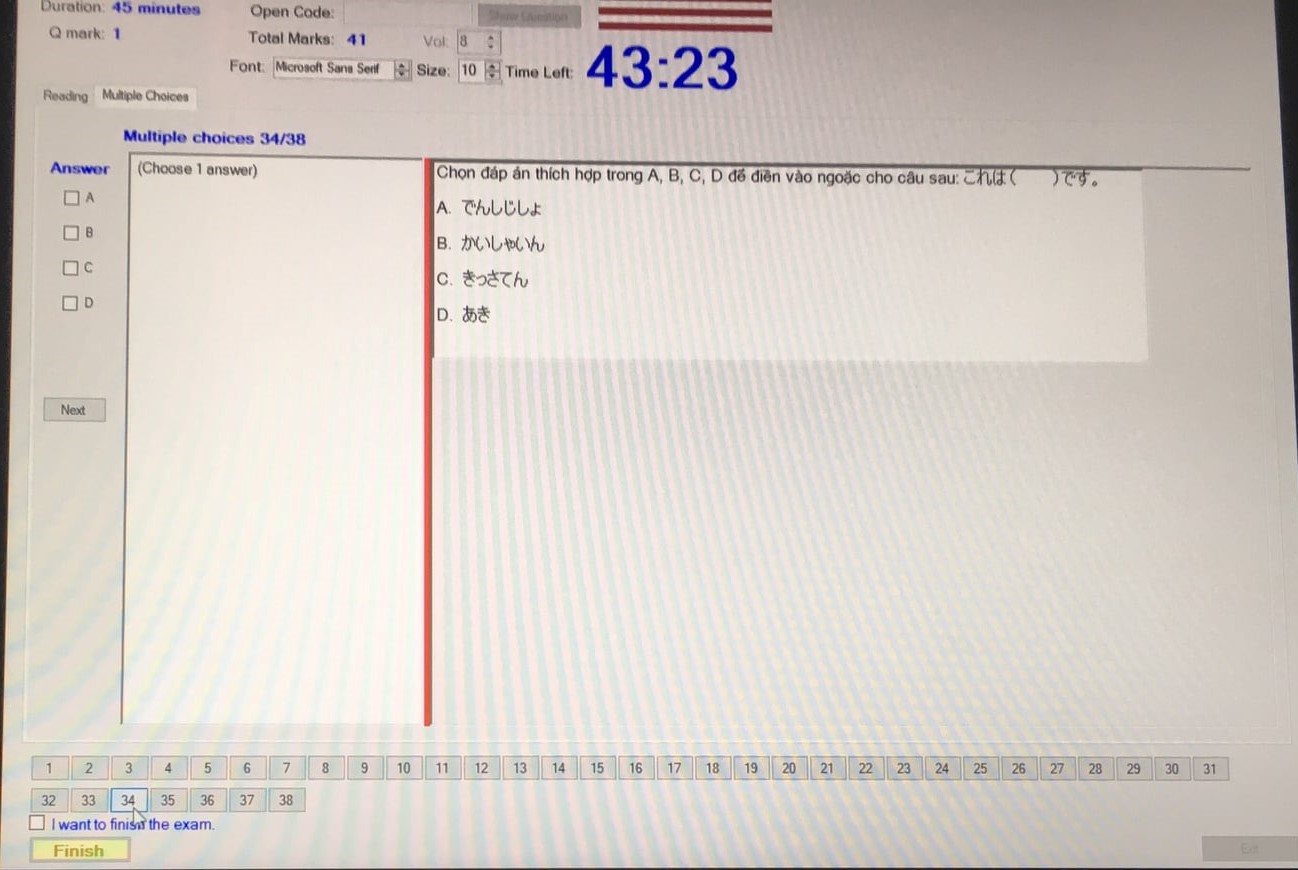 Duration: 45 minutes
Open Code:
Show Question
Q mark: 1
Total Marks: 41
Vol: 8
Font: Microsoft Sans Serif
Size: 10
Time Left: 43:23
Reading
Multiple Choices
Multiple choices 34/38
Answer
(Choose 1 answer)
Chọn đáp án thích hợp trong A, B, C, D để điền vào ngoặc cho câu sau: これは ( )です。
A
A. でんしじしょ
B
B. かいしゃいん
C
C. きっさてん
D
D. あき
Next
1 2 3 4 5 6 7 8 9 10 11 12 13 14 15 16 17 18 19 20 21 22 23 24 25 26 27 28 29 30 31
32 33 34 35 36 37 38
I want to finish the exam.
Finish
Exit